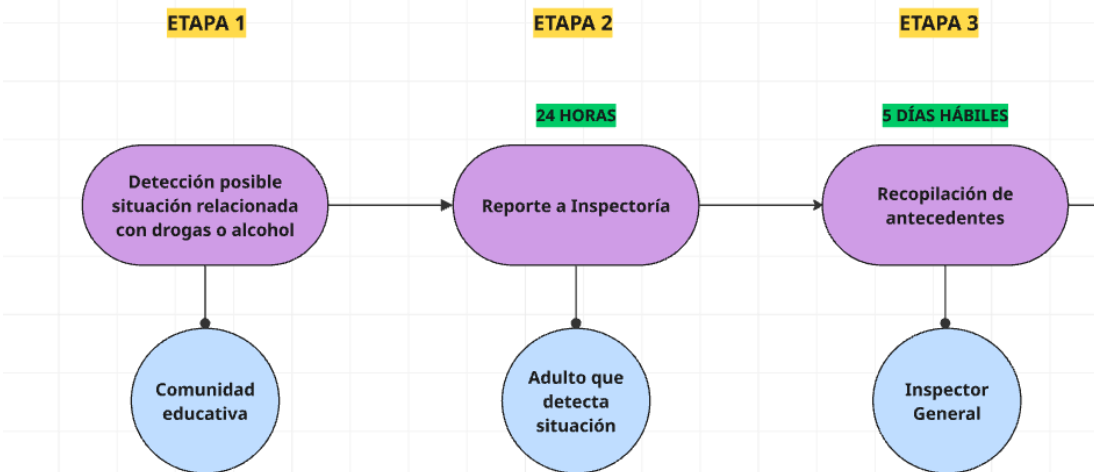 ETAPA 1
ETAPA 2
ETAPA 3
24 HORAS
5 DÍAS HÁBILES
Detección posible
situación relacionada
con drogas o alcohol
Reporte a Inspectoría
Recopilación de
antecedentes
Comunidad
educativa
Adulto que
detecta
situación
Inspector
General